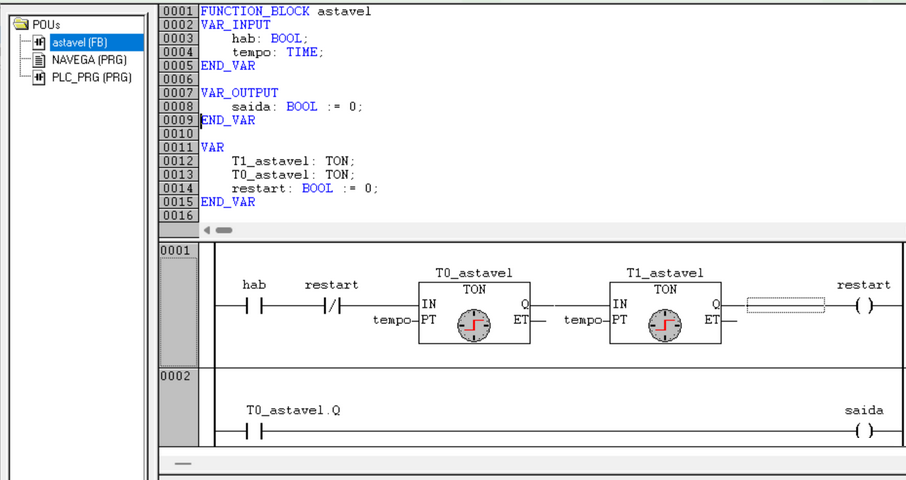 POUs
astavel (FB)
NAVEGA (PRG)
PLC_PRG (PRG)
0001 FUNCTION_BLOCK astavel
0002 VAR_INPUT
0003 hab: BOOL;
0004 tempo: TIME;
0005 END_VAR
0006
0007 VAR_OUTPUT
0008 saida: BOOL := 0;
0009 END_VAR
0010
0011 VAR
0012 T1_astavel: TON;
0013 T0_astavel: TON;
0014 restart: BOOL := 0;
0015 END_VAR
0016
0001
T0_astavel T1_astavel
hab restart TON TON restart
IN Q IN Q
tempo PT ET tempo PT ET
0002
T0_astavel.Q saida